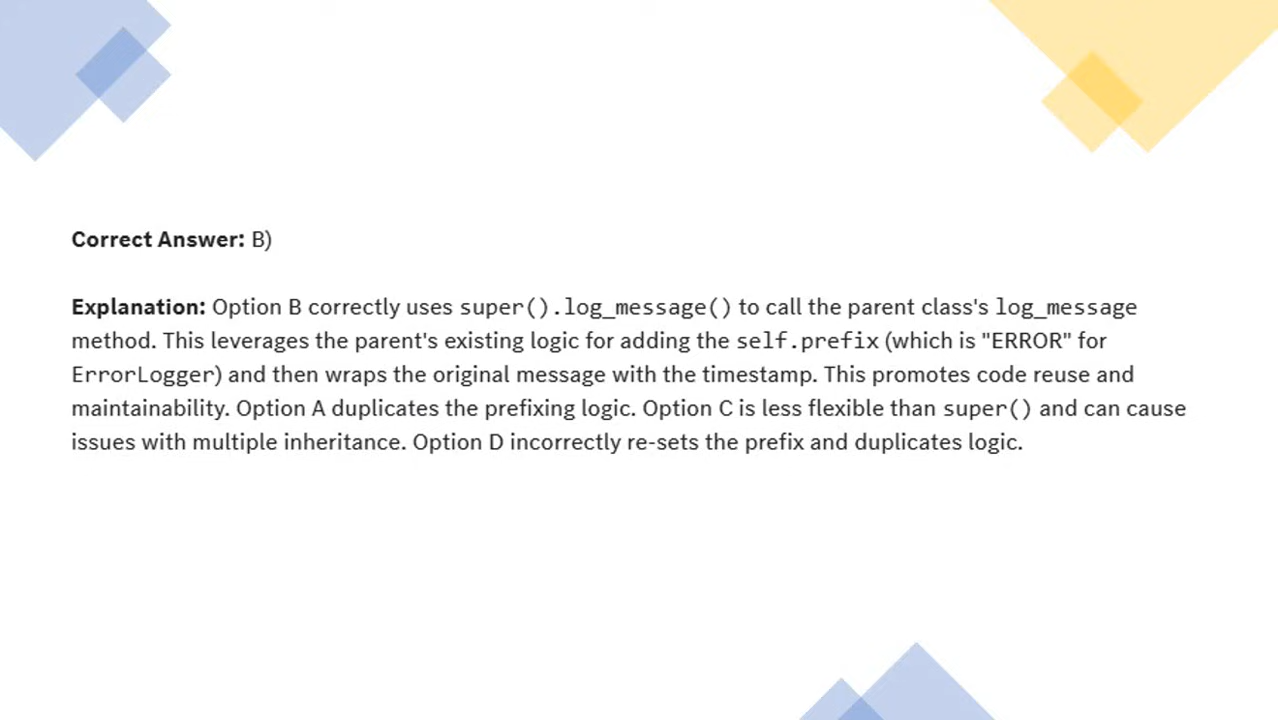 Correct Answer: B)
Explanation: Option B correctly uses super().log_message() to call the parent class's log_message
method. This leverages the parent's existing logic for adding the self.prefix (which is "ERROR" for
ErrorLogger) and then wraps the original message with the timestamp. This promotes code reuse and
maintainability. Option A duplicates the prefixing logic. Option C is less flexible than super() and can cause
issues with multiple inheritance. Option D incorrectly re-sets the prefix and duplicates logic.